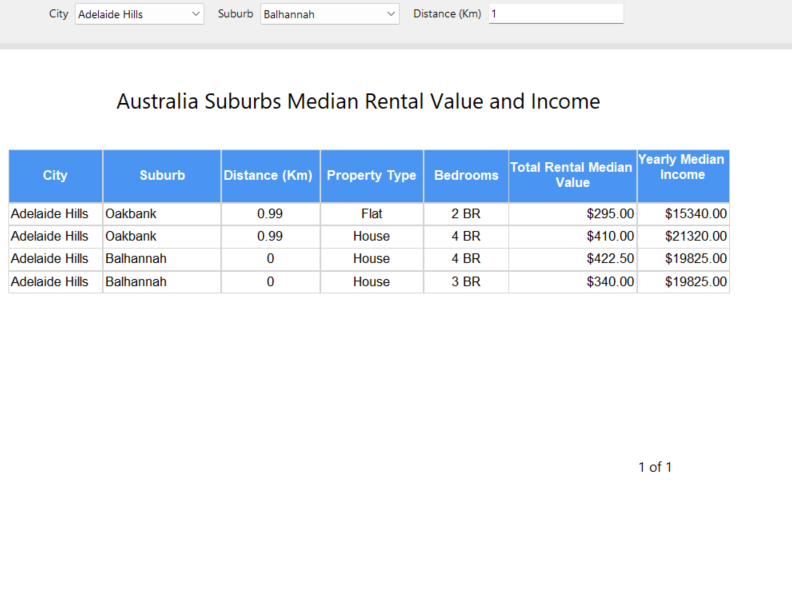 City Adelaide Hills Suburb Balhannah Distance (Km) 1
Australia Suburbs Median Rental Value and Income
City Suburb Distance (Km) Property Type Bedrooms Total Rental Median Value Yearly Median Income
Adelaide Hills Oakbank 0.99 Flat 2 BR $295.00 $15340.00
Adelaide Hills Oakbank 0.99 House 4 BR $410.00 $21320.00
Adelaide Hills Balhannah 0 House 4 BR $422.50 $19825.00
Adelaide Hills Balhannah 0 House 3 BR $340.00 $19825.00
1 of 1